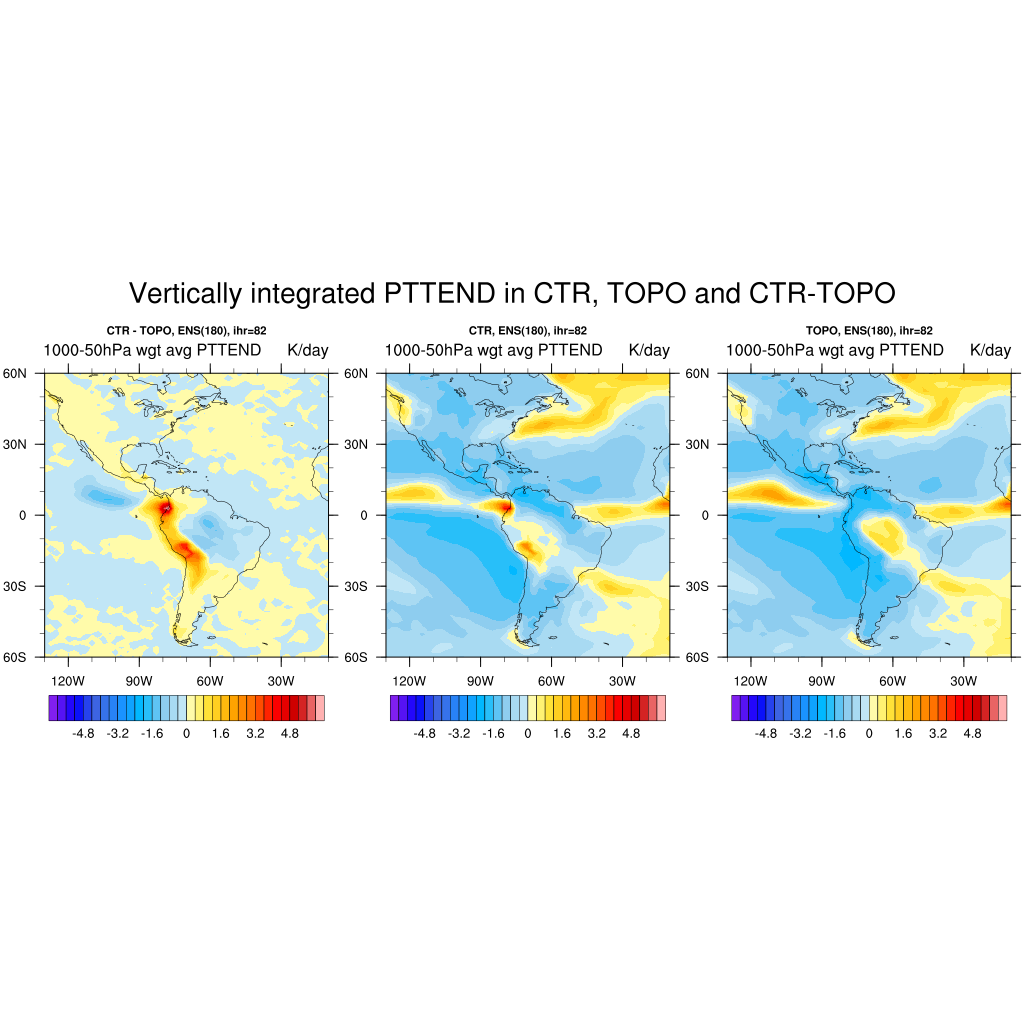 Vertically integrated PTTEND in CTR, TOPO and CTR-TOPO
CTR - TOPO, ENS(180), ihr=82
1000-50hPa wgt avg PTTEND K/day
60N
30N
0
30S
60S
120W 90W 60W 30W
-4.8 -3.2 -1.6 0 1.6 3.2 4.8
CTR, ENS(180), ihr=82
1000-50hPa wgt avg PTTEND K/day
60N
30N
0
30S
60S
120W 90W 60W 30W
-4.8 -3.2 -1.6 0 1.6 3.2 4.8
TOPO, ENS(180), ihr=82
1000-50hPa wgt avg PTTEND K/day
60N
30N
0
30S
60S
120W 90W 60W 30W
-4.8 -3.2 -1.6 0 1.6 3.2 4.8